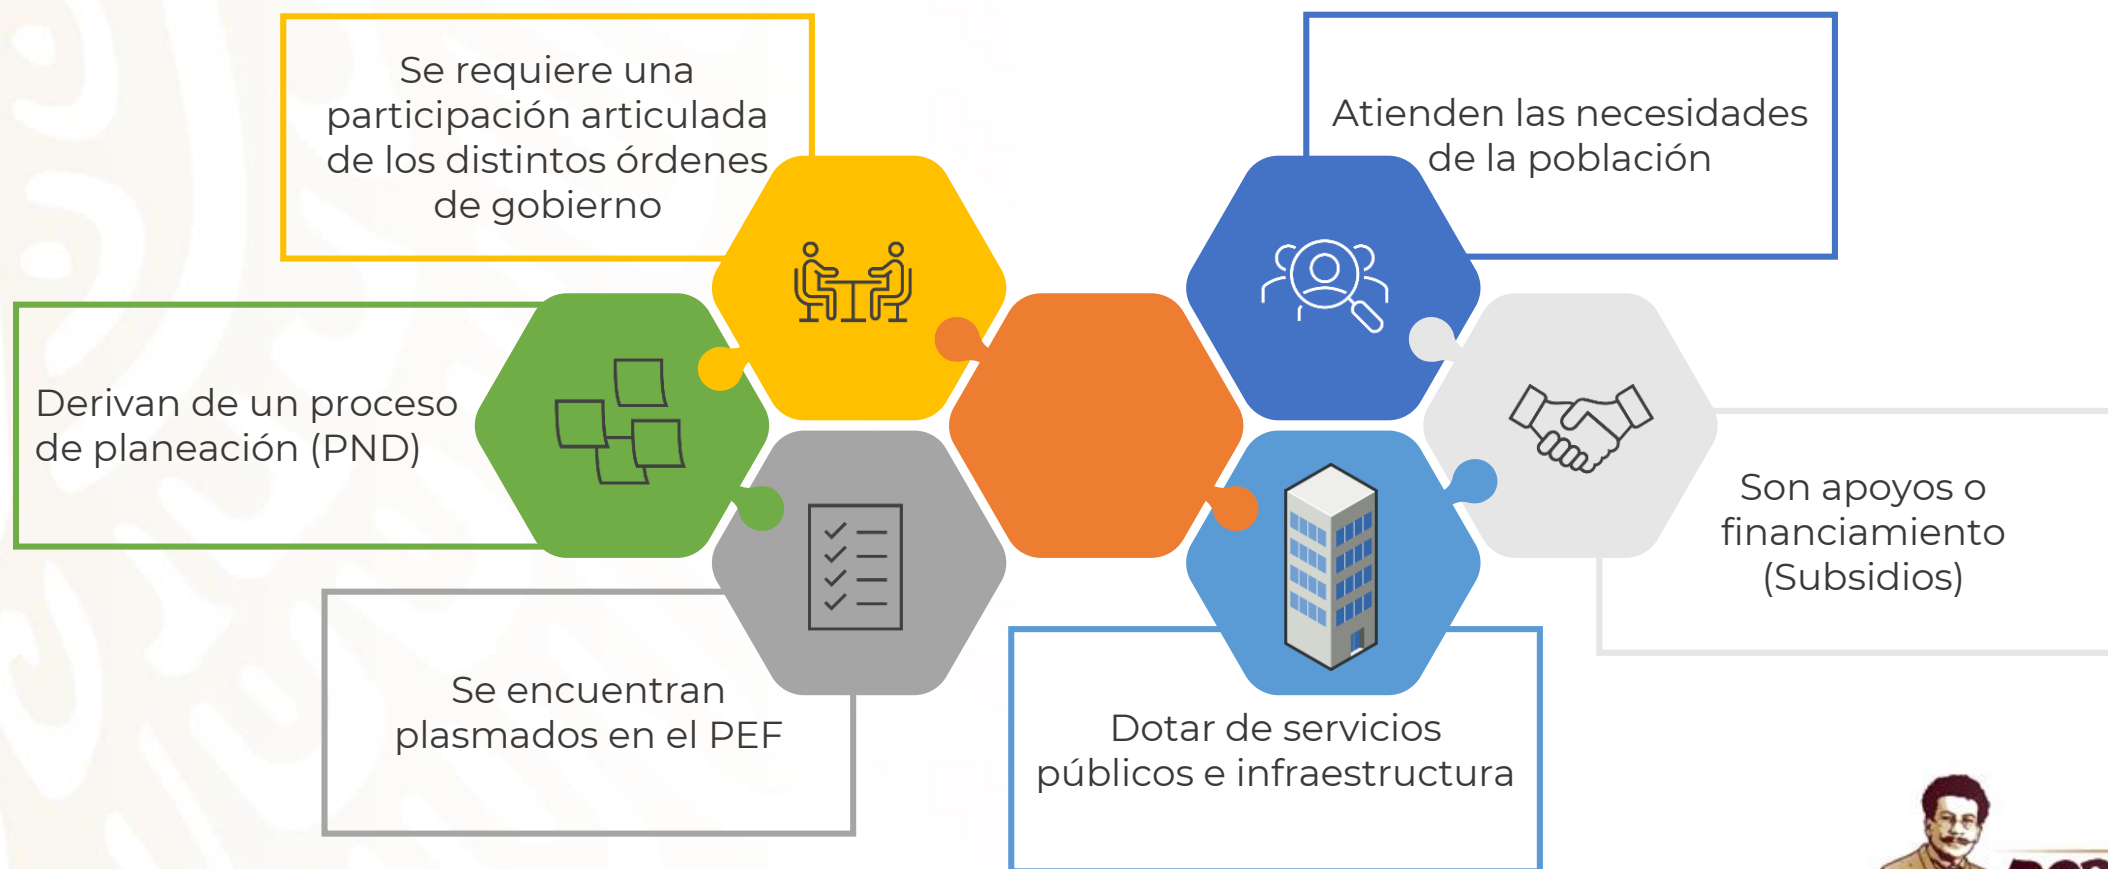 Se requiere una
participación articulada
de los distintos órdenes
de gobierno
Atienden las necesidades
de la población
Derivan de un proceso
de planeación (PND)
Son apoyos o
financiamiento
(Subsidios)
Se encuentran
plasmados en el PEF
Dotar de servicios
públicos e infraestructura